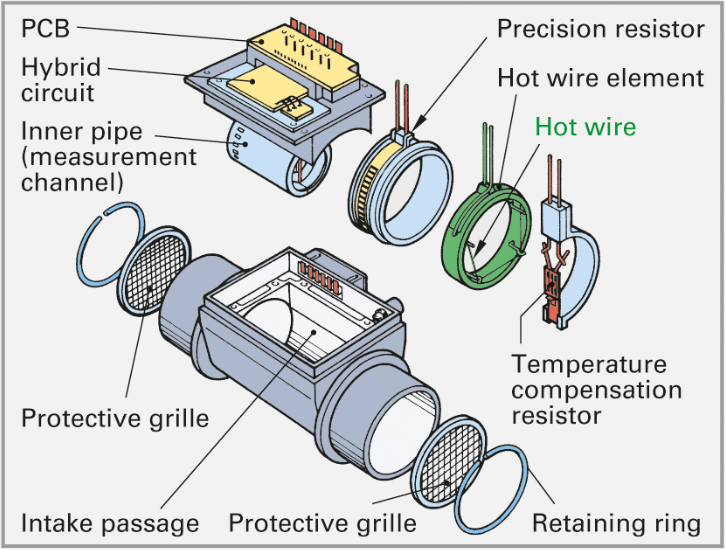 PCB
Precision resistor
Hybrid
circuit
Hot wire element
Inner pipe
(measurement
channel)
Hot wire
Temperature
compensation
resistor
Protective grille
Intake passage
Protective grille
Retaining ring